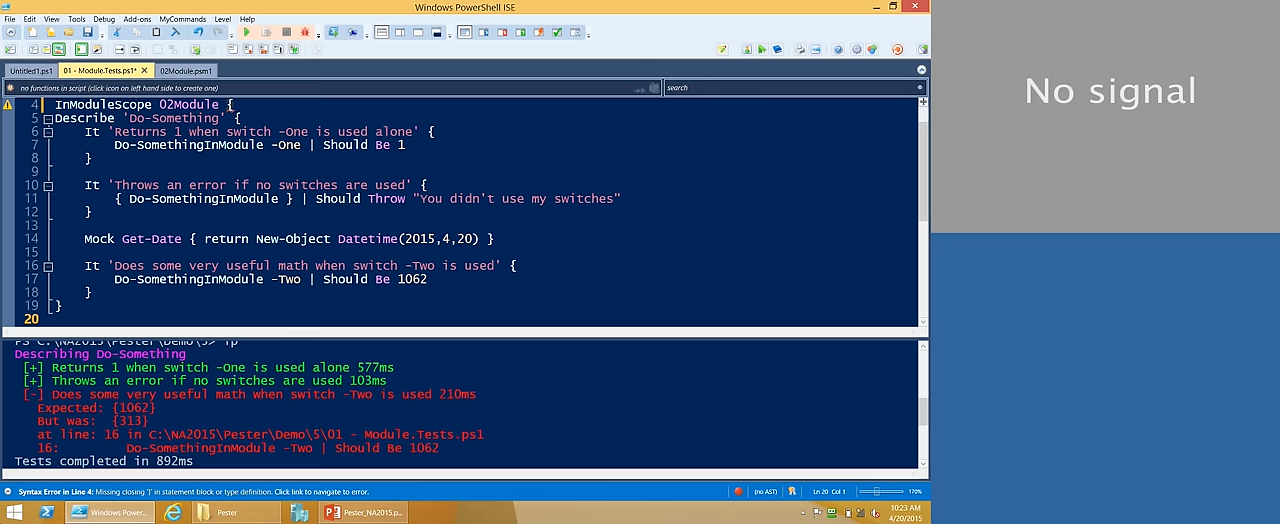 Windows PowerShell ISE
File Edit View Tools Debug Add-ons MyCommands Level Help
Untitled1.ps1 01 - Module.Tests.ps1* 02Module.psm1
no functions in script (click icon on left hand side to create one) search
4 InModuleScope O2Module {
5 Describe 'Do-Something' {
6 It 'Returns 1 when switch -One is used alone' {
7 Do-SomethingInModule -One | Should Be 1
8 }
9
10 It 'Throws an error if no switches are used' {
11 { Do-SomethingInModule } | Should Throw "You didn't use my switches"
12 }
13
14 Mock Get-Date { return New-Object Datetime(2015,4,20) }
15
16 It 'Does some very useful math when switch -Two is used' {
17 Do-SomethingInModule -Two | Should Be 1062
18 }
19 }
20
PS C:\NA2015\Pester\Demo\5>
Describing Do-Something
[+] Returns 1 when switch -One is used alone 577ms
[+] Throws an error if no switches are used 103ms
[-] Does some very useful math when switch -Two is used 210ms
Expected: {1062}
But was: {313}
at line: 16 in C:\NA2015\Pester\Demo\5\01 - Module.Tests.ps1
16: Do-SomethingInModule -Two | Should Be 1062
Tests completed in 892ms
Syntax Error in Line 4: Missing closing '}' in statement block or type definition. Click link to navigate to error. (no AST) Ln 20 Col 1 170%
Windows PowerS... Pester Pester_NA2015.p...
10:23 AM
4/20/2015
No signal